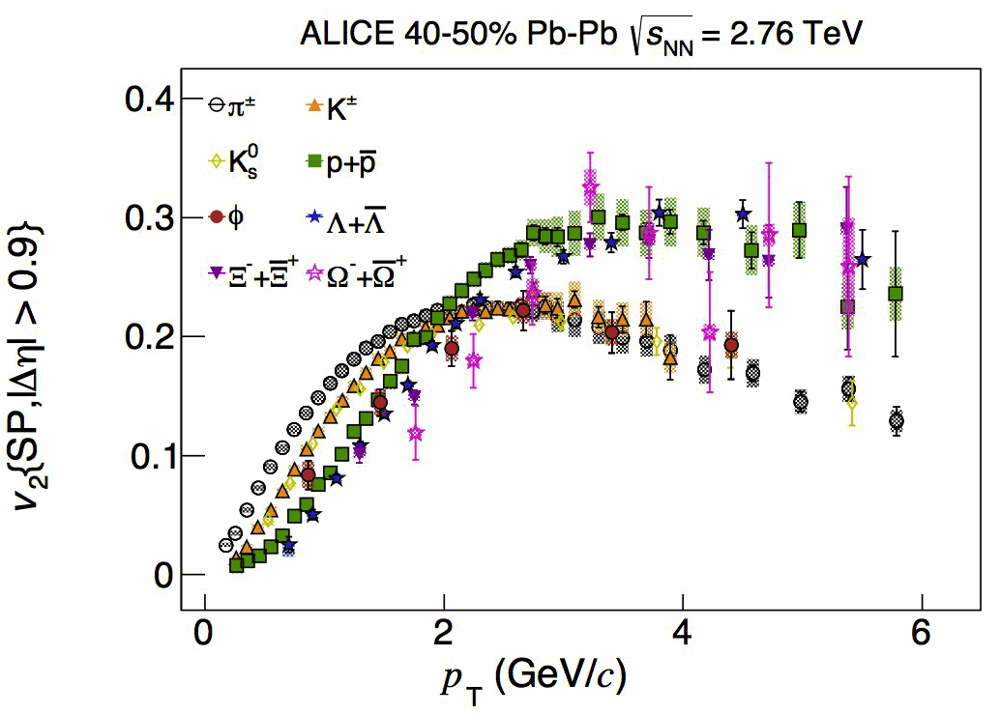 ALICE 40-50% Pb-Pb √sNN = 2.76 TeV
v2{SP,|Δη| > 0.9}
0.4
0.3
0.2
0.1
0
π±
K±
K0s
p+p̅
ϕ
Λ+Λ̅
Ξ-+Ξ̅+
Ω-+Ω̅+
0 2 4 6
pT (GeV/c)